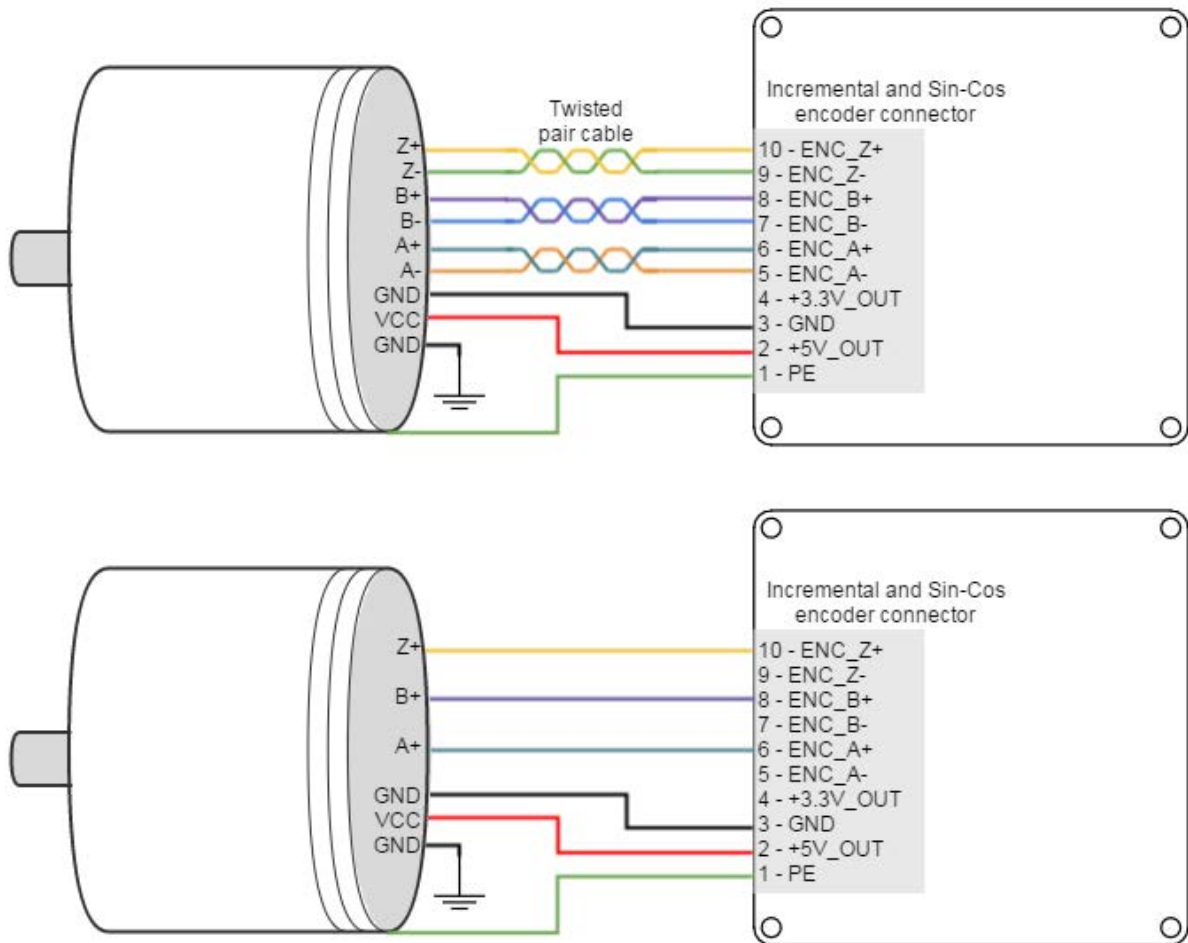 Incremental and Sin-Cos
encoder connector
Twisted
pair cable
Z+
Z-
B+
B-
A+
A-
GND
VCC
GND
10 - ENC_Z+
9 - ENC_Z-
8 - ENC_B+
7 - ENC_B-
6 - ENC_A+
5 - ENC_A-
4 - +3.3V_OUT
3 - GND
2 - +5V_OUT
1 - PE
Incremental and Sin-Cos
encoder connector
Z+
B+
A+
GND
VCC
GND
10 - ENC_Z+
9 - ENC_Z-
8 - ENC_B+
7 - ENC_B-
6 - ENC_A+
5 - ENC_A-
4 - +3.3V_OUT
3 - GND
2 - +5V_OUT
1 - PE